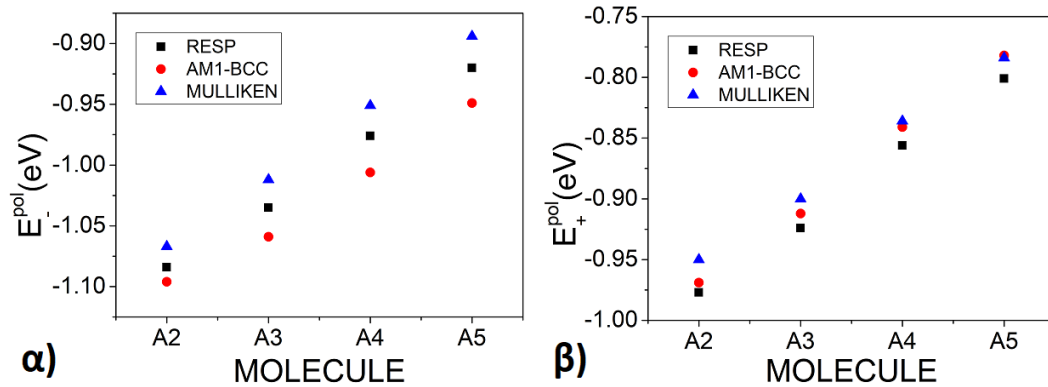 -0.90
-0.95
-1.00
-1.05
-1.10
E_-^pol(eV)
RESP
AM1-BCC
MULLIKEN
A2 A3 A4 A5
MOLECULE
α)
-0.75
-0.80
-0.85
-0.90
-0.95
-1.00
E_+^pol(eV)
RESP
AM1-BCC
MULLIKEN
A2 A3 A4 A5
MOLECULE
β)